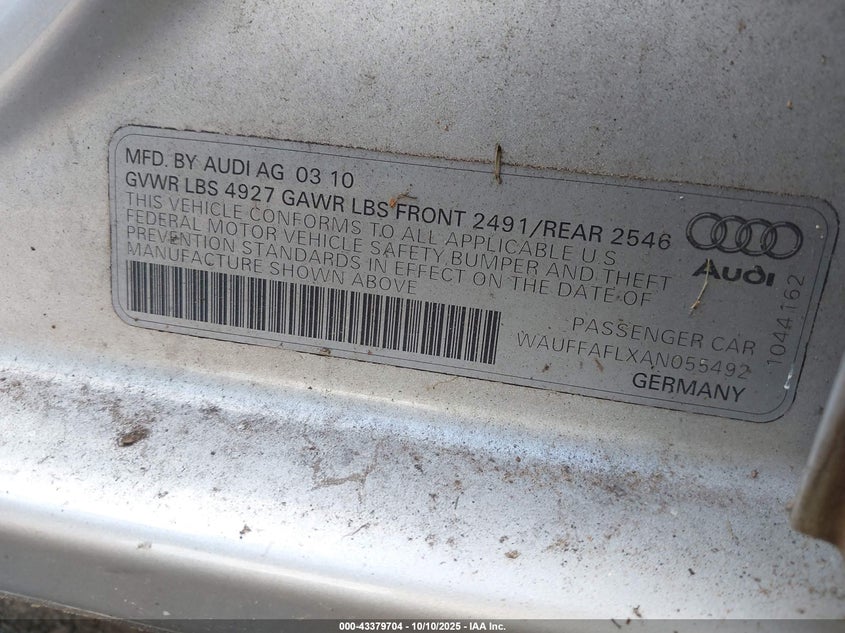 MFD. BY AUDI AG 03 10
GVWR LBS 4927 GAWR LBS FRONT 2491/REAR 2546
THIS VEHICLE CONFORMS TO ALL APPLICABLE U S
FEDERAL MOTOR VEHICLE SAFETY, BUMPER AND THEFT
PREVENTION STANDARDS IN EFFECT ON THE DATE OF
MANUFACTURE SHOWN ABOVE
PASSENGER CAR
WAUFFAFLXAN055492
GERMANY
Audi
1044162
000-43379704 | 10/10/2025 - IAA Inc.